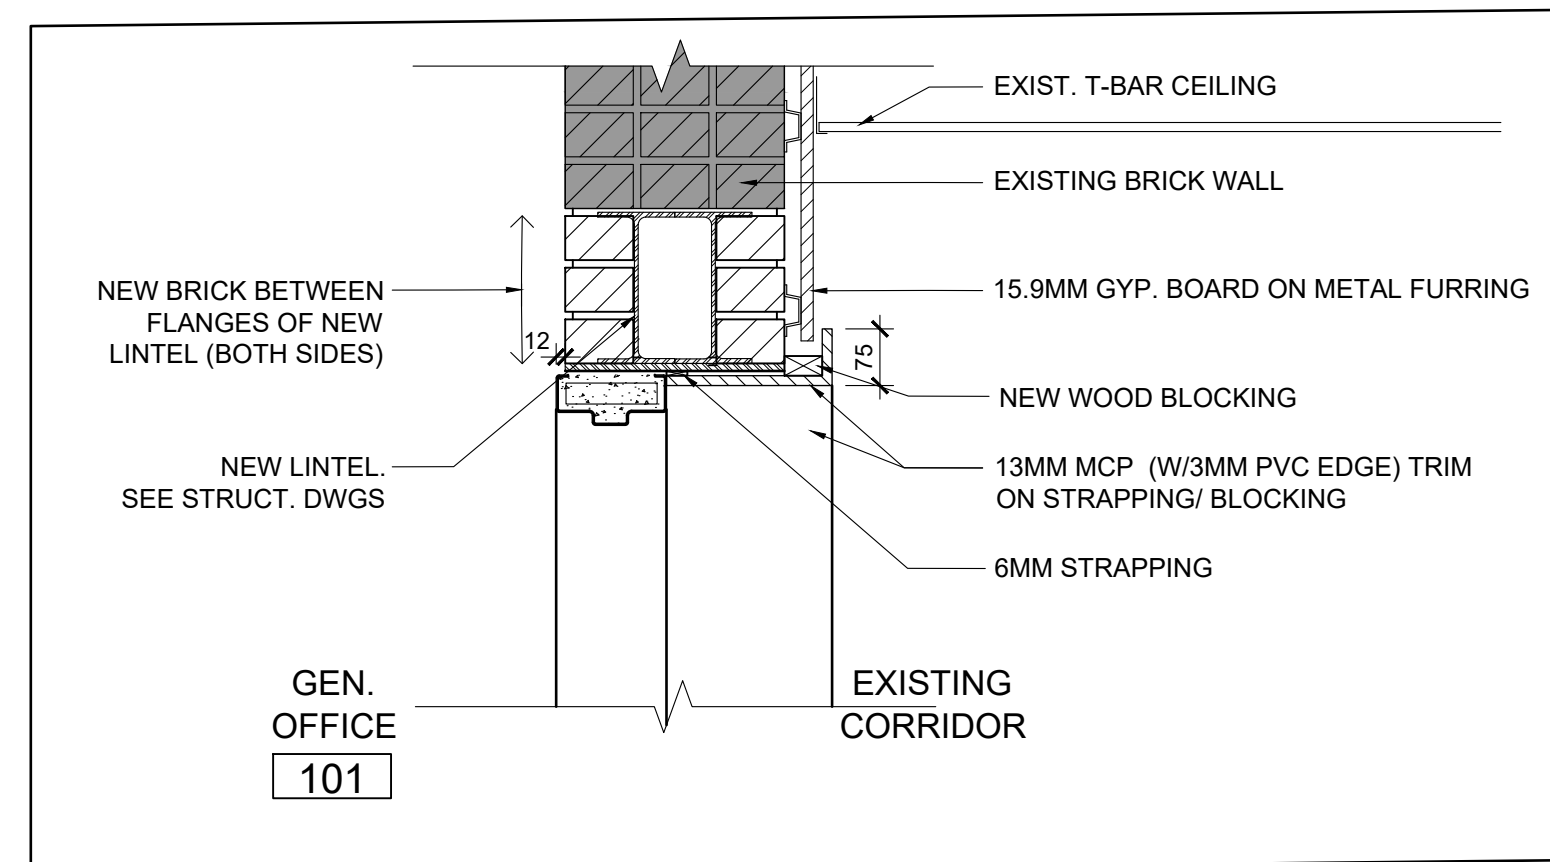 EXIST. T-BAR CEILING
EXISTING BRICK WALL
NEW BRICK BETWEEN
FLANGES OF NEW
LINTEL (BOTH SIDES)
15.9MM GYP. BOARD ON METAL FURRING
12
75
NEW WOOD BLOCKING
NEW LINTEL.
SEE STRUCT. DWGS
13MM MCP (W/3MM PVC EDGE) TRIM
ON STRAPPING/ BLOCKING
6MM STRAPPING
GEN.
OFFICE
101
EXISTING
CORRIDOR